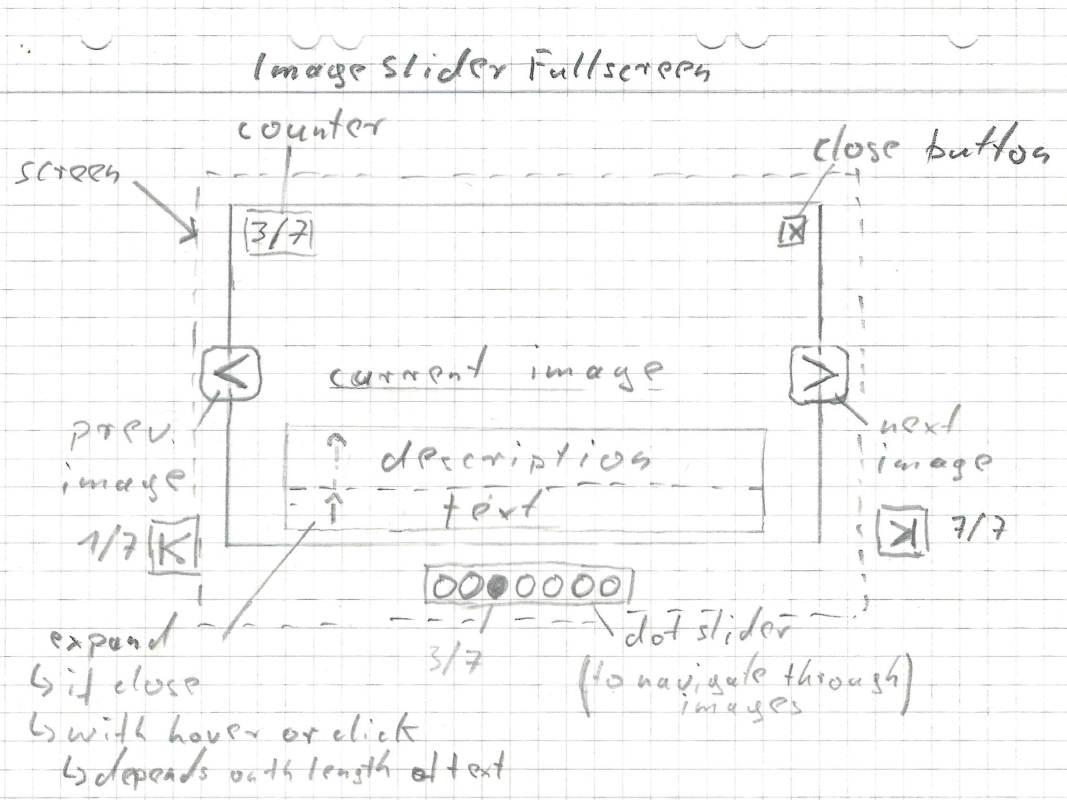 Image Slider Fullscreen
counter
close button
screen
3/7
x
<
current image
>
prev.
image
next
image
description
text
1/7 K
7/7
expand
↳ if close
↳ with hover or click
↳ depends on th length of text
3/7
dot slider
(to navigate through
images)